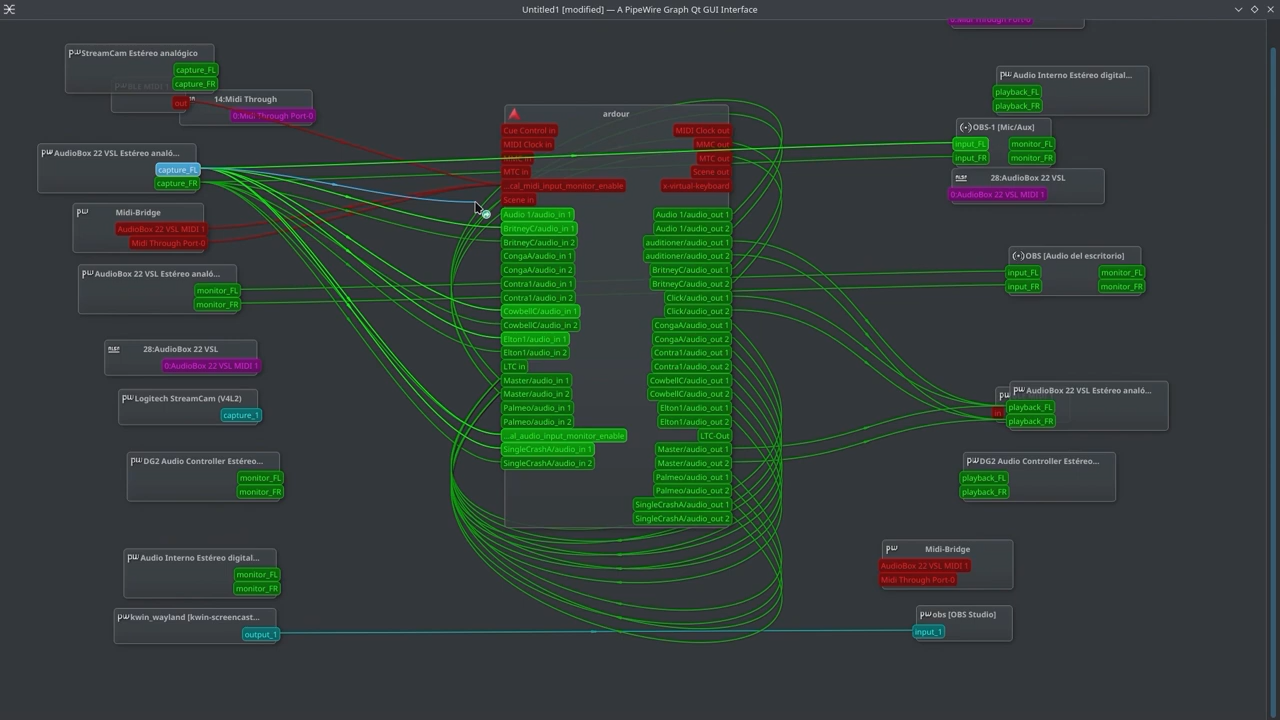 Untitled1 [modified] — A PipeWire Graph Qt GUI Interface
0:Midi Through Port-0
StreamCam Estéreo analógico
capture_FL
capture_FR
BLE MIDI 1
out
14:Midi Through
0:Midi Through Port-0
AudioBox 22 VSL Estéreo analó...
capture_FL
capture_FR
Midi-Bridge
AudioBox 22 VSL MIDI 1
Midi Through Port-0
AudioBox 22 VSL Estéreo analó...
monitor_FL
monitor_FR
28:AudioBox 22 VSL
0:AudioBox 22 VSL MIDI 1
Logitech StreamCam (V4L2)
capture_1
DG2 Audio Controller Estéreo...
monitor_FL
monitor_FR
Audio Interno Estéreo digital...
monitor_FL
monitor_FR
kwin_wayland [kwin-screencast...
output_1
ardour
Cue Control in
MIDI Clock in
MMC in
MTC in
...cal_midi_input_monitor_enable
Scene in
Audio 1/audio_in 1
BritneyC/audio_in 1
BritneyC/audio_in 2
CongaA/audio_in 1
CongaA/audio_in 2
Contra1/audio_in 1
Contra1/audio_in 2
CowbellC/audio_in 1
CowbellC/audio_in 2
Elton1/audio_in 1
Elton1/audio_in 2
LTC in
Master/audio_in 1
Master/audio_in 2
Palmeo/audio_in 1
Palmeo/audio_in 2
...al_audio_input_monitor_enable
SingleCrashA/audio_in 1
SingleCrashA/audio_in 2
MIDI Clock out
MMC out
MTC out
Scene out
x-virtual-keyboard
Audio 1/audio_out 1
Audio 1/audio_out 2
auditioner/audio_out 1
auditioner/audio_out 2
BritneyC/audio_out 1
BritneyC/audio_out 2
Click/audio_out 1
Click/audio_out 2
CongaA/audio_out 1
CongaA/audio_out 2
Contra1/audio_out 1
Contra1/audio_out 2
CowbellC/audio_out 1
CowbellC/audio_out 2
Elton1/audio_out 1
Elton1/audio_out 2
LTC-Out
Master/audio_out 1
Master/audio_out 2
Palmeo/audio_out 1
Palmeo/audio_out 2
SingleCrashA/audio_out 1
SingleCrashA/audio_out 2
Audio Interno Estéreo digital...
playback_FL
playback_FR
OBS-1 [Mic/Aux]
input_FL
monitor_FL
input_FR
monitor_FR
28:AudioBox 22 VSL
0:AudioBox 22 VSL MIDI 1
OBS [Audio del escritorio]
input_FL
monitor_FL
input_FR
monitor_FR
AudioBox 22 VSL Estéreo analó...
playback_FL
in
playback_FR
DG2 Audio Controller Estéreo...
playback_FL
playback_FR
Midi-Bridge
AudioBox 22 VSL MIDI 1
Midi Through Port-0
obs [OBS Studio]
input_1